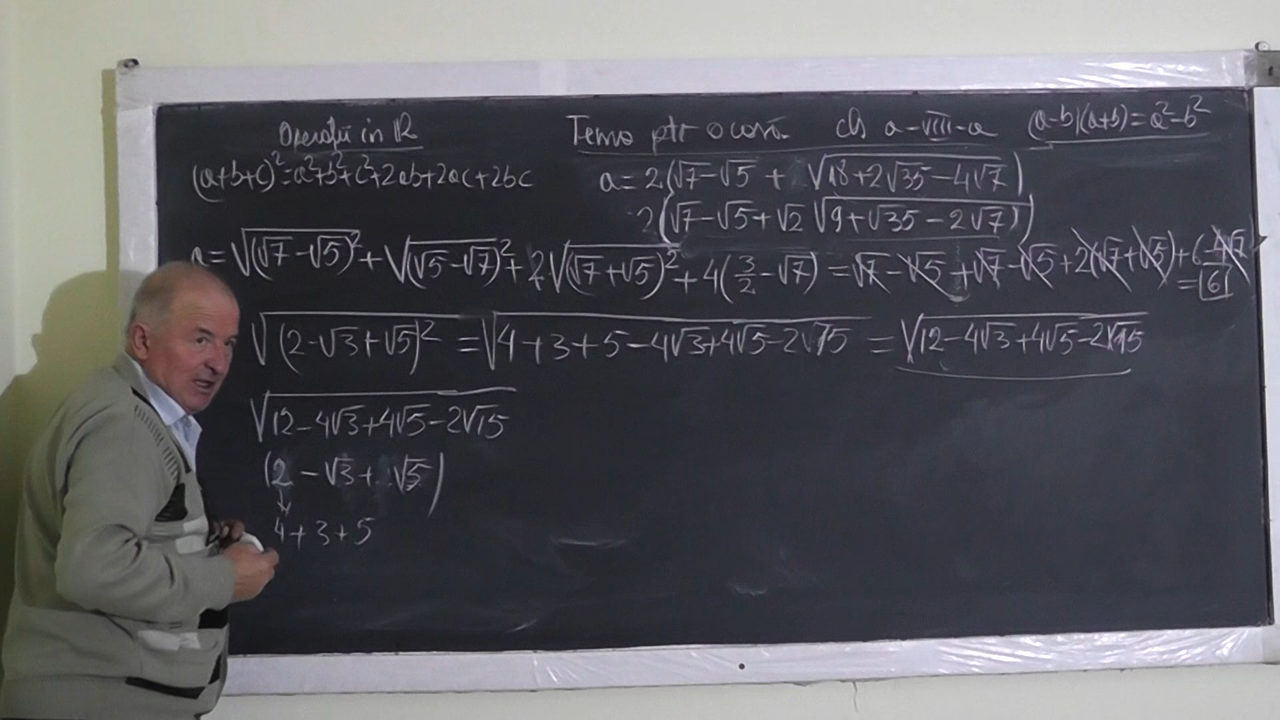 Operații in R
Temo ptr ocosă cls a-VIII-a (a-b)(a+b)=a²-b²
(a+b+c)²=a²+b²+c²+2ab+2ac+2bc
a=2(√7-√5+√(18+2√35-4√7))
2(√7-√5+√2√(9+√35-2√7))
a=√((√7-√5)²)+√((√5-√7)²)+2√((√7+√5)²)+4(3/2-√7)=√7-√5+√7-√5+2(√7+√5)+6-4√7
=6
√((2-√3+√5)²)=√(4+3+5-4√3+4√5-2√15)=√(12-4√3+4√5-2√15)
√(12-4√3+4√5-2√15)
(2-√3+√5)
4+3+5